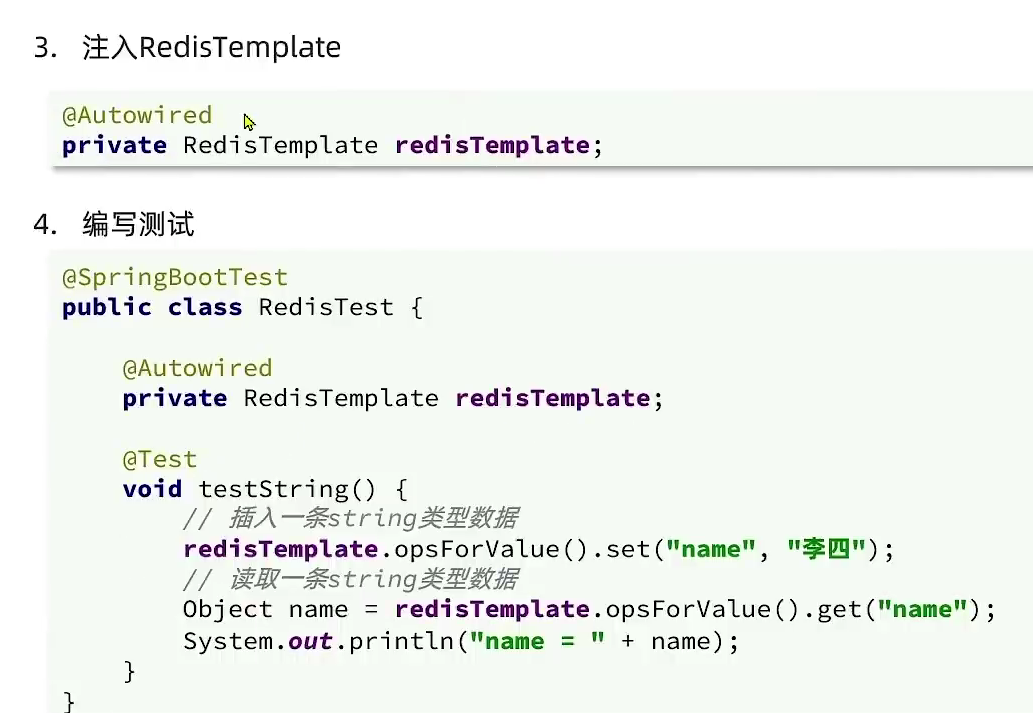 3. 注入RedisTemplate
@Autowired
private RedisTemplate redisTemplate;
4. 编写测试
@SpringBootTest
public class RedisTest {
@Autowired
private RedisTemplate redisTemplate;
@Test
void testString() {
// 插入一条string类型数据
redisTemplate.opsForValue().set("name", "李四");
// 读取一条string类型数据
Object name = redisTemplate.opsForValue().get("name");
System.out.println("name = " + name);
}
}